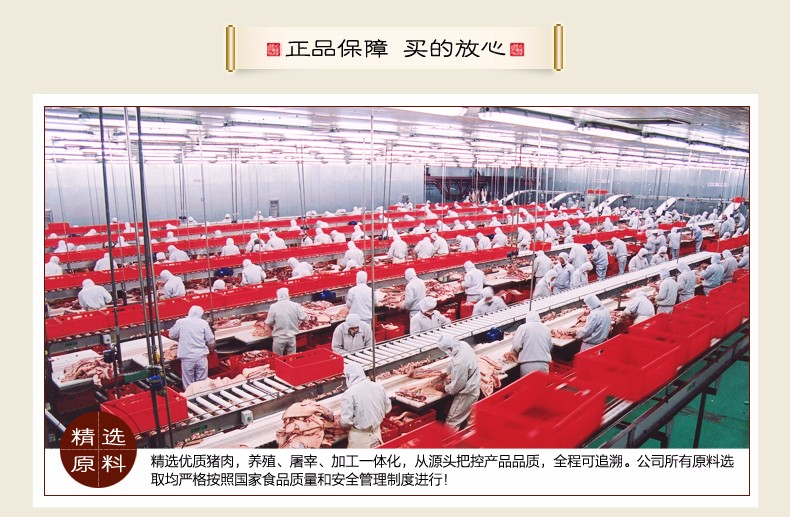 正品保障 买的放心
精选
原料
精选优质猪肉，养殖、屠宰、加工一体化，从源头把控产品品质，全程可追溯。公司所有原料选
取均严格按照国家食品质量和安全管理制度进行！